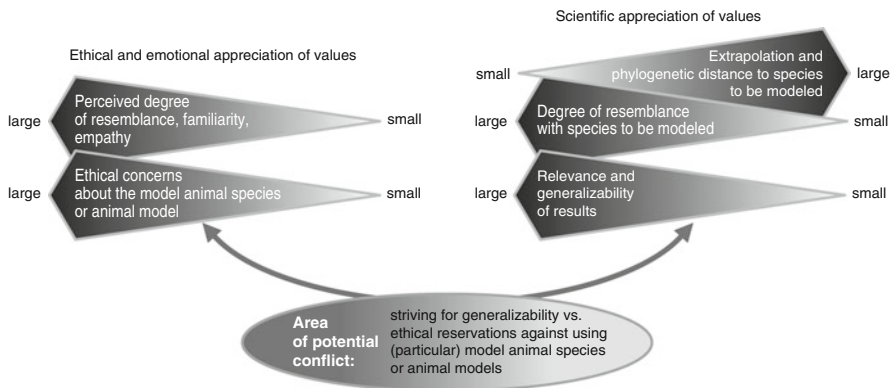 Scientific appreciation of values
Ethical and emotional appreciation of values
large
Perceived degree
of resemblance, familiarity,
empathy
small
large
Ethical concerns
about the model animal species
or animal model
small
small
Extrapolation and
phylogenetic distance to species
to be modeled
large
large
Degree of resemblance
with species to be modeled
small
large
Relevance and
generalizability
of results
small
Area
of potential
conflict:
striving for generalizability vs.
ethical reservations against using
(particular) model animal species
or animal models